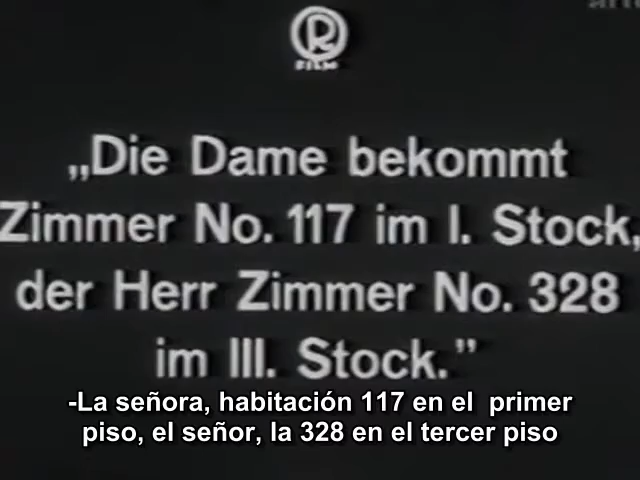 R
FILM
„Die Dame bekommt
Zimmer No. 117 im I. Stock,
der Herr Zimmer No. 328
im III. Stock.”
-La señora, habitación 117 en el  primer
piso, el señor, la 328 en el tercer piso